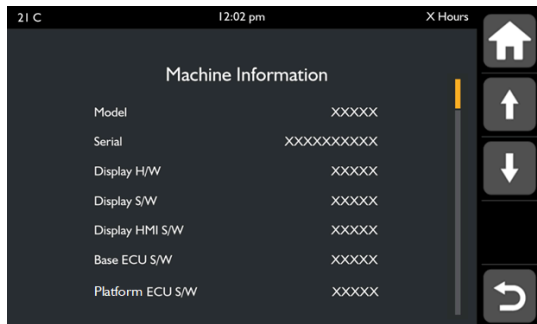 21 C 12:02 pm X Hours
Machine Information
Model XXXXX
Serial XXXXXXXXXX
Display H/W XXXXX
Display S/W XXXXX
Display HMI S/W XXXXX
Base ECU S/W XXXXX
Platform ECU S/W XXXXX